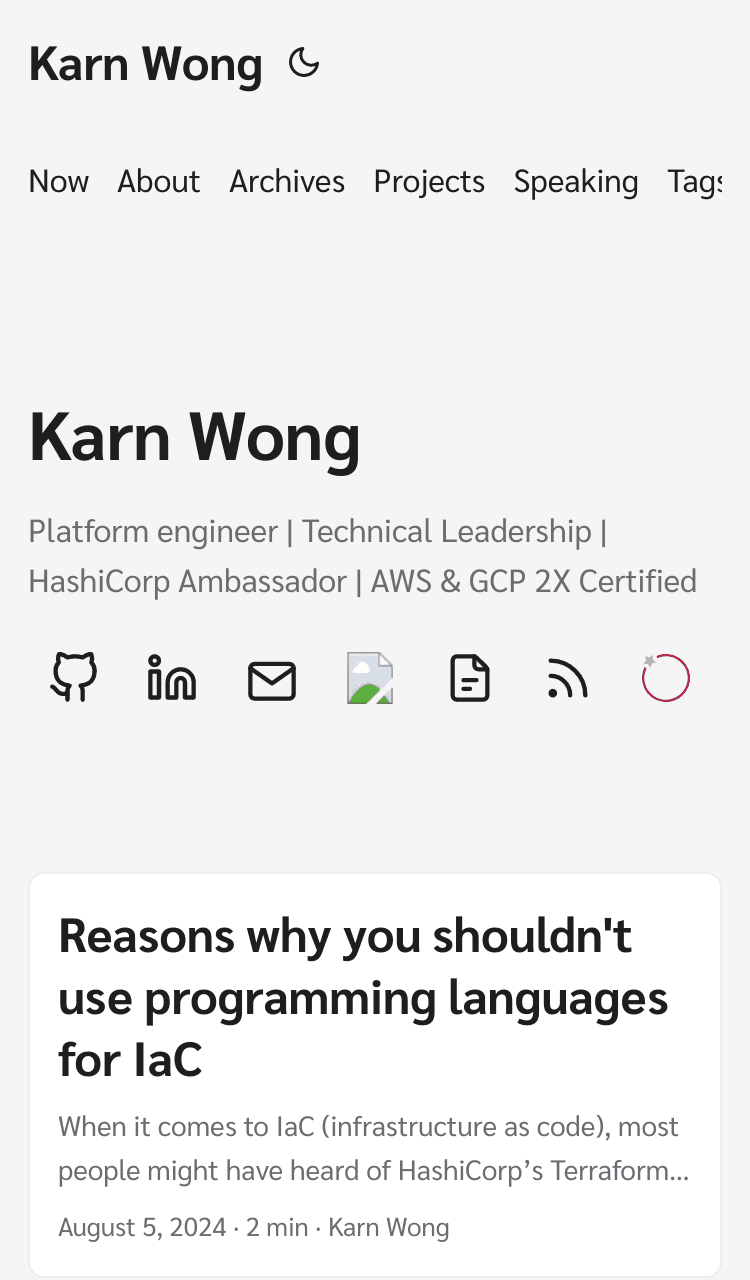 Karn Wong
Now About Archives Projects Speaking Tags
Karn Wong
Platform engineer | Technical Leadership |
HashiCorp Ambassador | AWS & GCP 2X Certified
Reasons why you shouldn't
use programming languages
for IaC
When it comes to IaC (infrastructure as code), most
people might have heard of HashiCorp’s Terraform...
August 5, 2024 · 2 min · Karn Wong